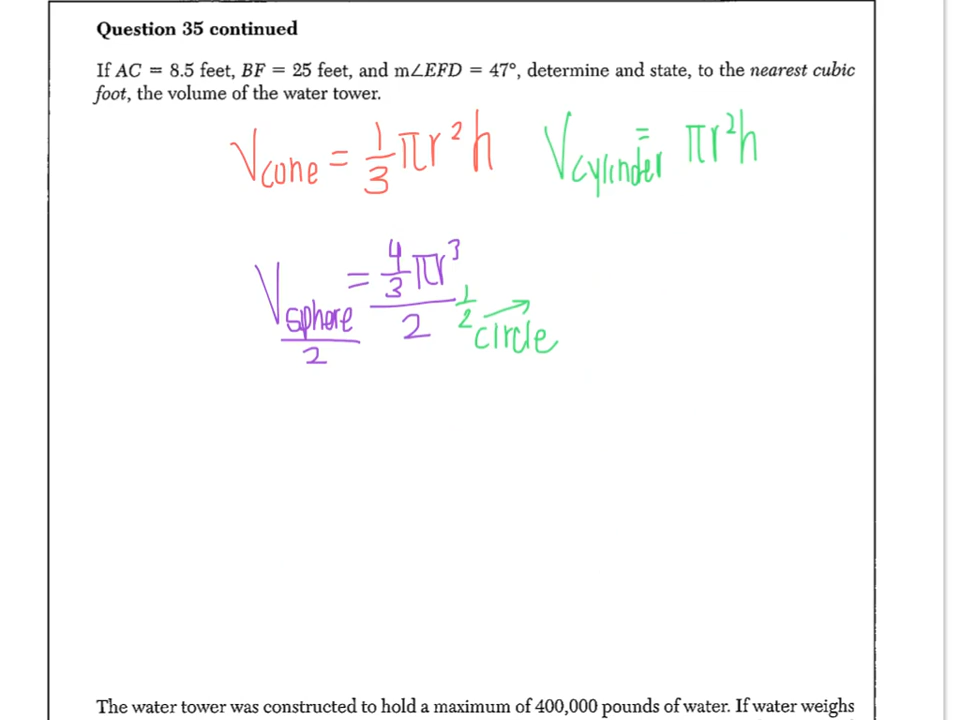 Question 35 continued
If AC = 8.5 feet, BF = 25 feet, and m∠EFD = 47°, determine and state, to the nearest cubic
foot, the volume of the water tower.
V_cone = 1/3 πr²h V_cylinder = πr²h
V_sphere/2 = 4/3 πr³ / 2
1/2 circle
The water tower was constructed to hold a maximum of 400,000 pounds of water. If water weighs